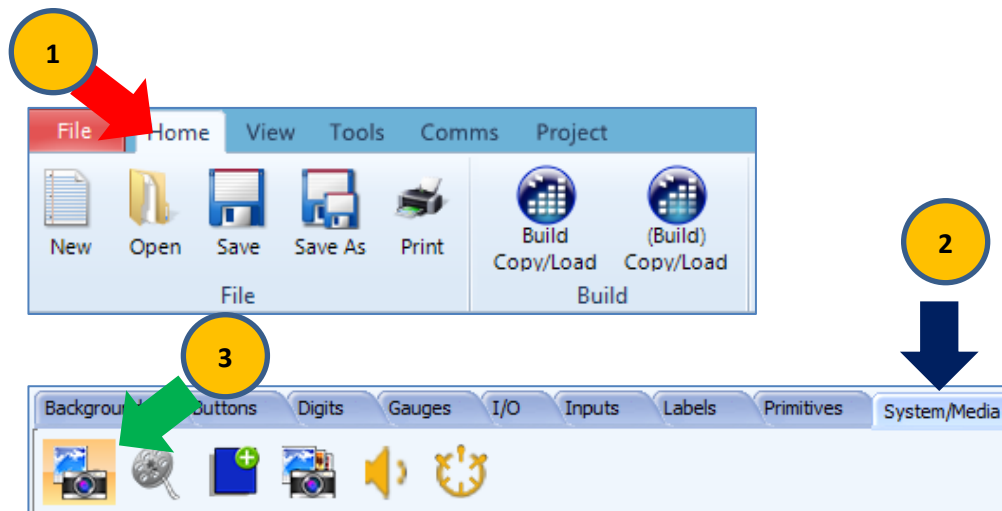 1
File Home View Tools Comms Project
New Open Save Save As Print Build (Build)
Copy/Load Copy/Load
File Build
2
3
Buttons Digits Gauges I/O Inputs Labels Primitives System/Media